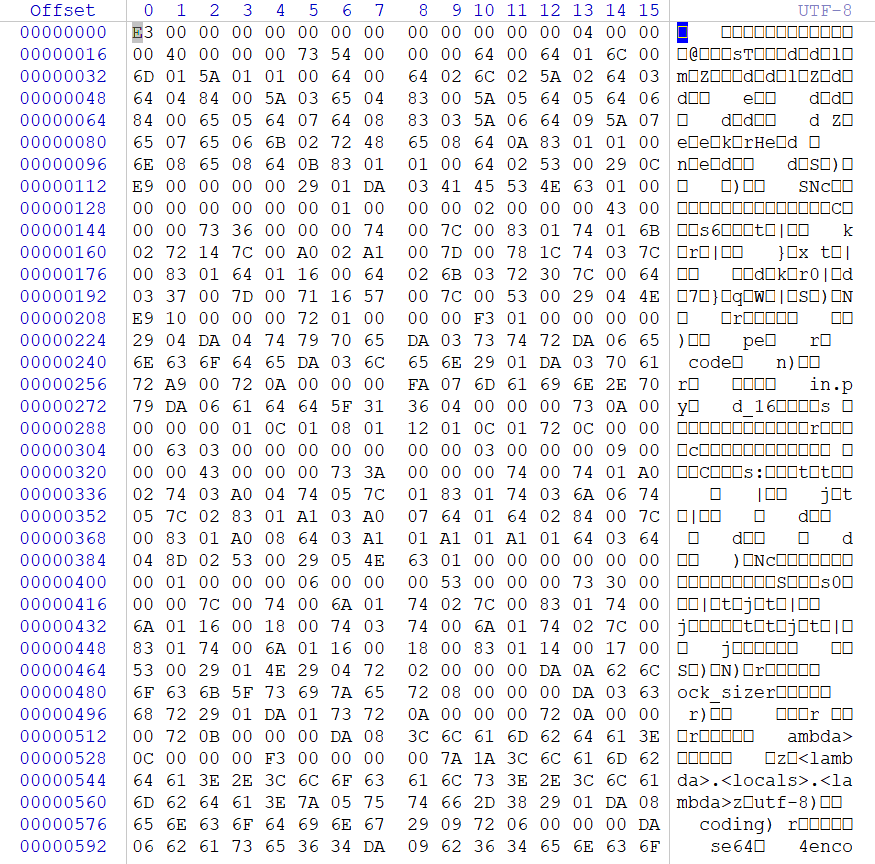 Offset 0 1 2 3 4 5 6 7 8 9 10 11 12 13 14 15 UTF-8
00000000 E3 00 00 00 00 00 00 00 00 00 00 00 00 04 00 00 □□□□□□□□□□□□
00000016 00 40 00 00 00 73 54 00 00 00 64 00 64 01 6C 00 □@□□□sT□□□d□d□l□
00000032 6D 01 5A 01 01 00 64 00 64 02 6C 02 5A 02 64 03 m□Z□□□d□d□l□Z□d□
00000048 64 04 84 00 5A 03 65 04 83 00 5A 05 64 05 64 06 d□□ e□□ d□d□
00000064 84 00 65 05 64 07 64 08 83 03 5A 06 64 09 5A 07 □ d□d□□ d Z□
00000080 65 07 65 06 6B 02 72 48 65 08 64 0A 83 01 01 00 e□e□k□rHe□d □
00000096 6E 08 65 08 64 0B 83 01 01 00 64 02 53 00 29 0C n□e□d□□ d□S□)□
00000112 E9 00 00 00 00 29 01 DA 03 41 45 53 4E 63 01 00 □ □)□□ SNc□□
00000128 00 00 00 00 00 00 01 00 00 00 02 00 00 00 43 00 □□□□□□□□□□□□□□C□
00000144 00 00 73 36 00 00 00 74 00 7C 00 83 01 74 01 6B □□s6□□□t□|□□ k
00000160 02 72 14 7C 00 A0 02 A1 00 7D 00 78 1C 74 03 7C □r□|□□ }□x t□|
00000176 00 83 01 64 01 16 00 64 02 6B 03 72 30 7C 00 64 □□ □□d□k□r0|□d
00000192 03 37 00 7D 00 71 16 57 00 7C 00 53 00 29 04 4E □7□}□q□W□|□S□)□N
00000208 E9 10 00 00 00 72 01 00 00 00 F3 01 00 00 00 00 □ □r□□□□□ □□
00000224 29 04 DA 04 74 79 70 65 DA 03 73 74 72 DA 06 65 )□□ pe□ r□
00000240 6E 63 6F 64 65 DA 03 6C 65 6E 29 01 DA 03 70 61 code□ n)□□
00000256 72 A9 00 72 0A 00 00 00 FA 07 6D 61 69 6E 2E 70 r□ □□□□ in.p
00000272 79 DA 06 61 64 64 5F 31 36 04 00 00 00 73 0A 00 y□ d_16□□□□s □
00000288 00 00 00 01 0C 01 08 01 12 01 0C 01 72 0C 00 00 □□□□□□□□□□□□r□□□
00000304 00 63 03 00 00 00 00 00 00 00 03 00 00 00 09 00 □c□□□□□□□□□□□□ □
00000320 00 00 43 00 00 00 73 3A 00 00 00 74 00 74 01 A0 □□C□□□s:□□□t□t□□
00000336 02 74 03 A0 04 74 05 7C 01 83 01 74 03 6A 06 74 □ |□□ j□t
00000352 05 7C 02 83 01 A1 03 A0 07 64 01 64 02 84 00 7C □|□□ □ d□□
00000368 00 83 01 A0 08 64 03 A1 01 A1 01 A1 01 64 03 64 □ d□□ □ d
00000384 04 8D 02 53 00 29 05 4E 63 01 00 00 00 00 00 00 □□ )□Nc□□□□□□□
00000400 00 01 00 00 00 06 00 00 00 53 00 00 00 73 30 00 □□□□□□□□□S□□□s0□
00000416 00 00 7C 00 74 00 6A 01 74 02 7C 00 83 01 74 00 □□|□t□j□t□|□□
00000432 6A 01 16 00 18 00 74 03 74 00 6A 01 74 02 7C 00 j□□□□□t□t□j□t□|□
00000448 83 01 74 00 6A 01 16 00 18 00 83 01 14 00 17 00 □ j□□□□□□ □□
00000464 53 00 29 01 4E 29 04 72 02 00 00 00 DA 0A 62 6C S□)□N)□r□□□□□
00000480 6F 63 6B 5F 73 69 7A 65 72 08 00 00 00 DA 03 63 ock_sizer□□□□□
00000496 68 72 29 01 DA 01 73 72 0A 00 00 00 72 0A 00 00 r)□□ □□□r □□
00000512 00 72 0B 00 00 00 DA 08 3C 6C 61 6D 62 64 61 3E □r□□□□□ ambda>
00000528 0C 00 00 00 F3 00 00 00 00 7A 1A 3C 6C 61 6D 62 □□□□□ □z□<lamb
00000544 64 61 3E 2E 3C 6C 6F 63 61 6C 73 3E 2E 3C 6C 61 da>.<locals>.<la
00000560 6D 62 64 61 3E 7A 05 75 74 66 2D 38 29 01 DA 08 mbda>z□utf-8)□□
00000576 65 6E 63 6F 64 69 6E 67 29 09 72 06 00 00 00 DA coding) r□□□□□
00000592 06 62 61 73 65 36 34 DA 09 62 36 34 65 6E 63 6F se64□ 4enco